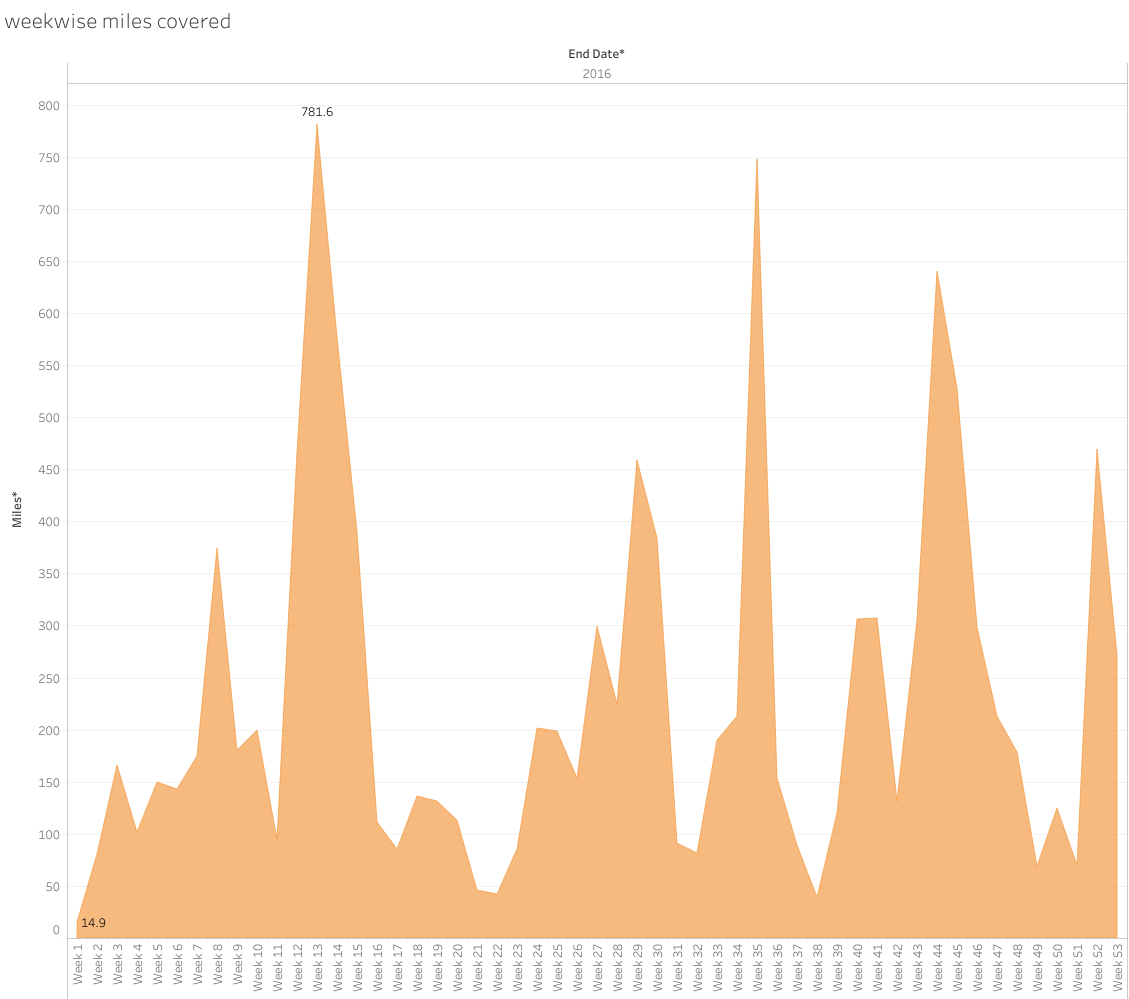 weekwise miles covered
End Date*
2016
800
781.6
750
700
650
600
550
500
450
Miles*
400
350
300
250
200
150
100
50
14.9
0
Week 1
Week 2
Week 3
Week 4
Week 5
Week 6
Week 7
Week 8
Week 9
Week 10
Week 11
Week 12
Week 13
Week 14
Week 15
Week 16
Week 17
Week 18
Week 19
Week 20
Week 21
Week 22
Week 23
Week 24
Week 25
Week 26
Week 27
Week 28
Week 29
Week 30
Week 31
Week 32
Week 33
Week 34
Week 35
Week 36
Week 37
Week 38
Week 39
Week 40
Week 41
Week 42
Week 43
Week 44
Week 45
Week 46
Week 47
Week 48
Week 49
Week 50
Week 51
Week 52
Week 53